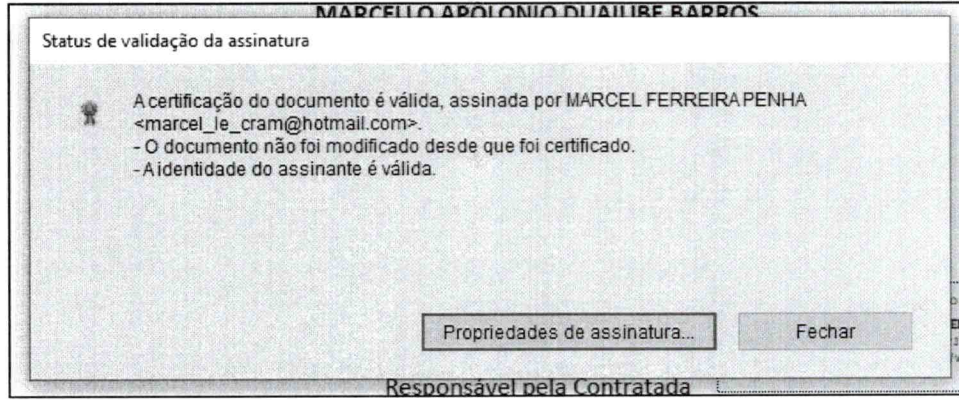 MARCELLO APOLONIO DUAILIBE BARROS
Status de validação da assinatura
A certificação do documento é válida, assinada por MARCEL FERREIRA PENHA
<marcel_le_cram@hotmail.com>.
- O documento não foi modificado desde que foi certificado.
- A identidade do assinante é válida.
Propriedades de assinatura...
Fechar
Responsável pela Contratada